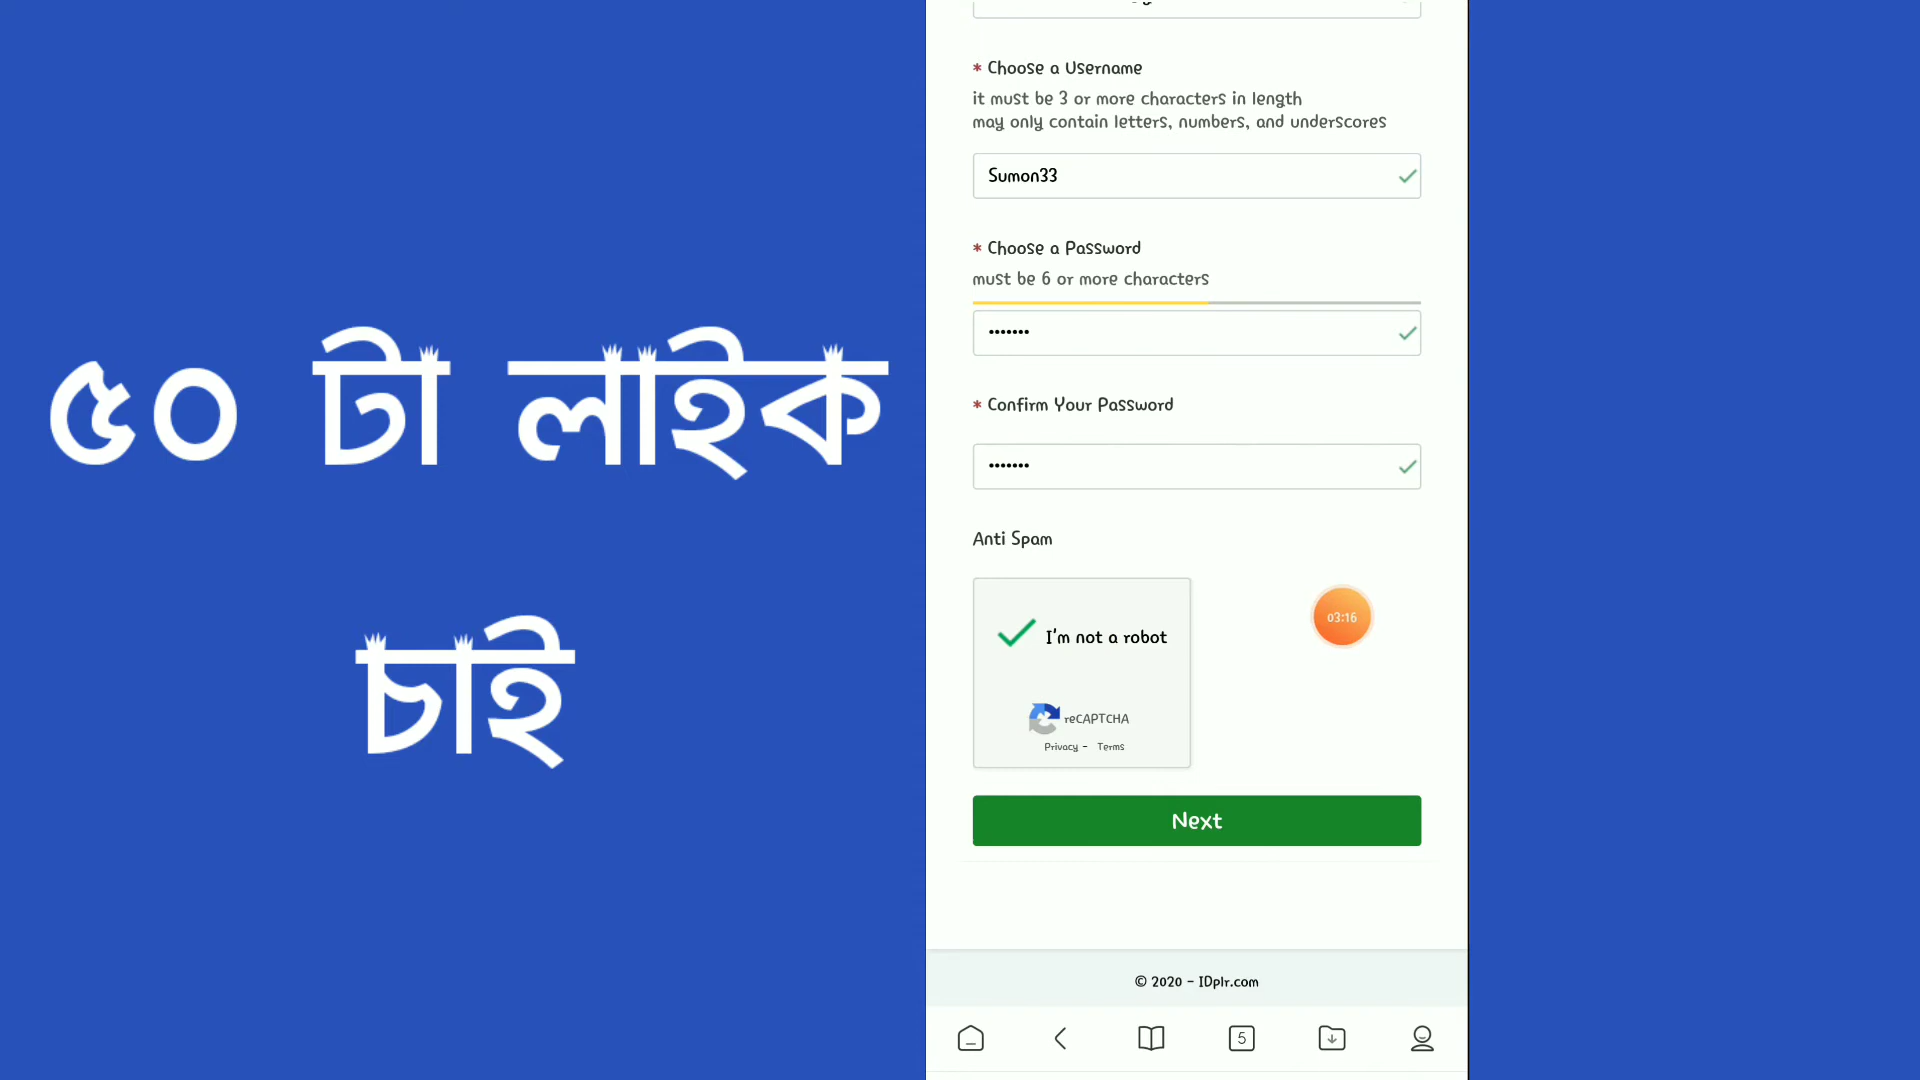 ৫০ টা লাইক
চাই
* Choose a Username
it must be 3 or more characters in length
may only contain letters, numbers, and underscores
Sumon33
* Choose a Password
must be 6 or more characters
•••••••
* Confirm Your Password
•••••••
Anti Spam
I'm not a robot
03:16
reCAPTCHA
Privacy - Terms
Next
© 2020 - IDplr.com
5